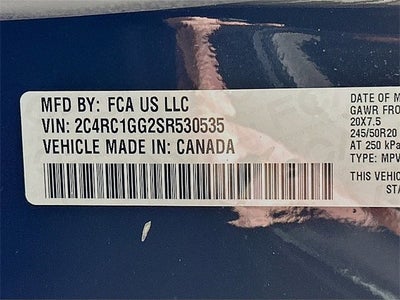 MFD BY: FCA US LLC
VIN: 2C4RC1GG2SR530535
VEHICLE MADE IN: CANADA
DATE OF M
GAWR FRO
20X7.5
245/50R20
AT 250 kPa
TYPE: MPV
THIS VEHIC
STA